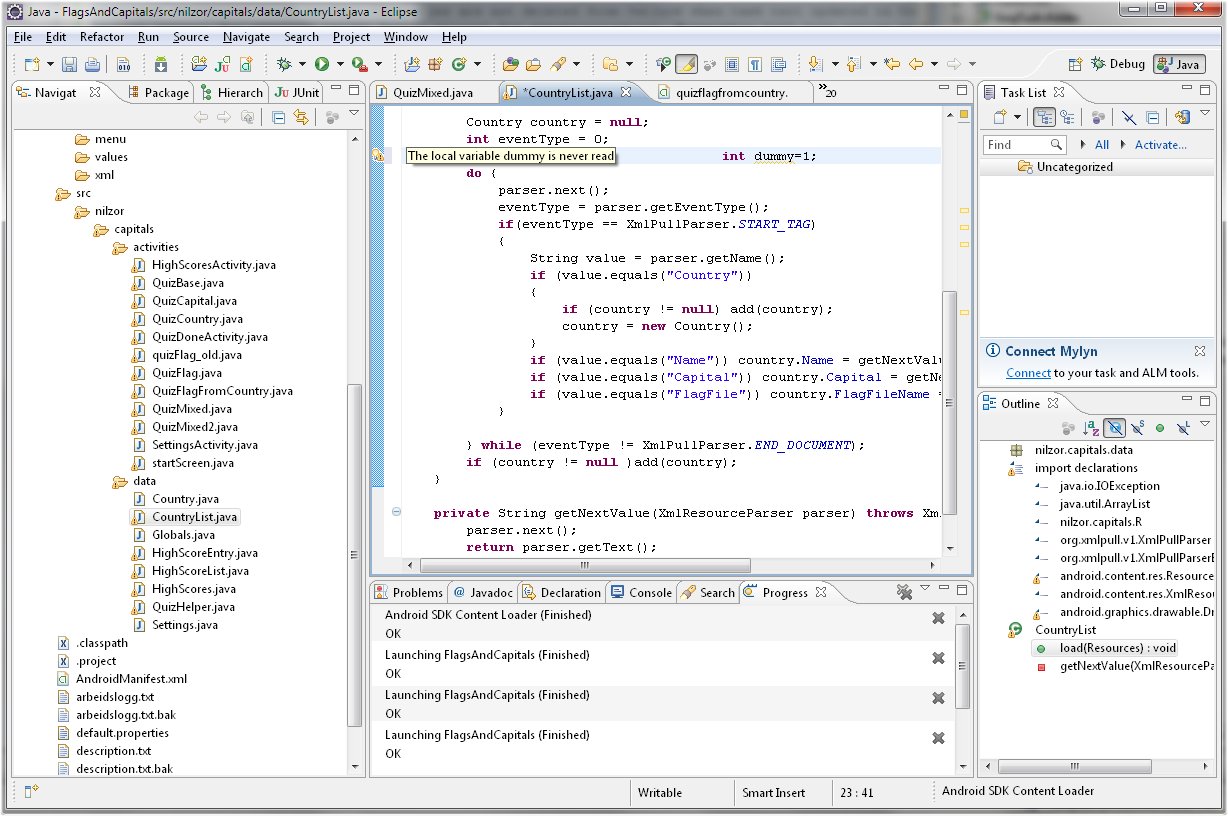 Java - FlagsAndCapitals/src/nilzor/capitals/data/CountryList.java - Eclipse
File Edit Refactor Run Source Navigate Search Project Window Help
Debug Java
Navigat Package Hierarch JUnit
menu
values
xml
src
nilzor
capitals
activities
HighScoresActivity.java
QuizBase.java
QuizCapital.java
QuizCountry.java
QuizDoneActivity.java
quizFlag_old.java
QuizFlag.java
QuizFlagFromCountry.java
QuizMixed.java
QuizMixed2.java
SettingsActivity.java
startScreen.java
data
Country.java
CountryList.java
Globals.java
HighScoreEntry.java
HighScoreList.java
HighScores.java
QuizHelper.java
Settings.java
.classpath
.project
AndroidManifest.xml
arbeidslogg.txt
arbeidslogg.txt.bak
default.properties
description.txt
description.txt.bak
QuizMixed.java *CountryList.java quizflagfromcountry. »20
Country country = null;
int eventType = 0;
The local variable dummy is never read int dummy=1;
do {
parser.next();
eventType = parser.getEventType();
if(eventType == XmlPullParser.START_TAG)
{
String value = parser.getName();
if (value.equals("Country"))
{
if (country != null) add(country);
country = new Country();
}
if (value.equals("Name")) country.Name = getNextValu
if (value.equals("Capital")) country.Capital = getNe
if (value.equals("FlagFile")) country.FlagFileName =
}
} while (eventType != XmlPullParser.END_DOCUMENT);
if (country != null )add(country);
}
private String getNextValue(XmlResourceParser parser) throws Xm
parser.next();
return parser.getText();
Problems Javadoc Declaration Console Search Progress
Android SDK Content Loader (Finished)
OK
Launching FlagsAndCapitals (Finished)
OK
Launching FlagsAndCapitals (Finished)
OK
Launching FlagsAndCapitals (Finished)
OK
Task List
Find All Activate...
Uncategorized
Connect Mylyn
Connect to your task and ALM tools.
Outline
nilzor.capitals.data
import declarations
java.io.IOException
java.util.ArrayList
nilzor.capitals.R
org.xmlpull.v1.XmlPullParser
org.xmlpull.v1.XmlPullParserE
android.content.res.Resource
android.content.res.XmlResou
android.graphics.drawable.Dr
CountryList
load(Resources) : void
getNextValue(XmlResourcePa
Writable Smart Insert 23 : 41 Android SDK Content Loader